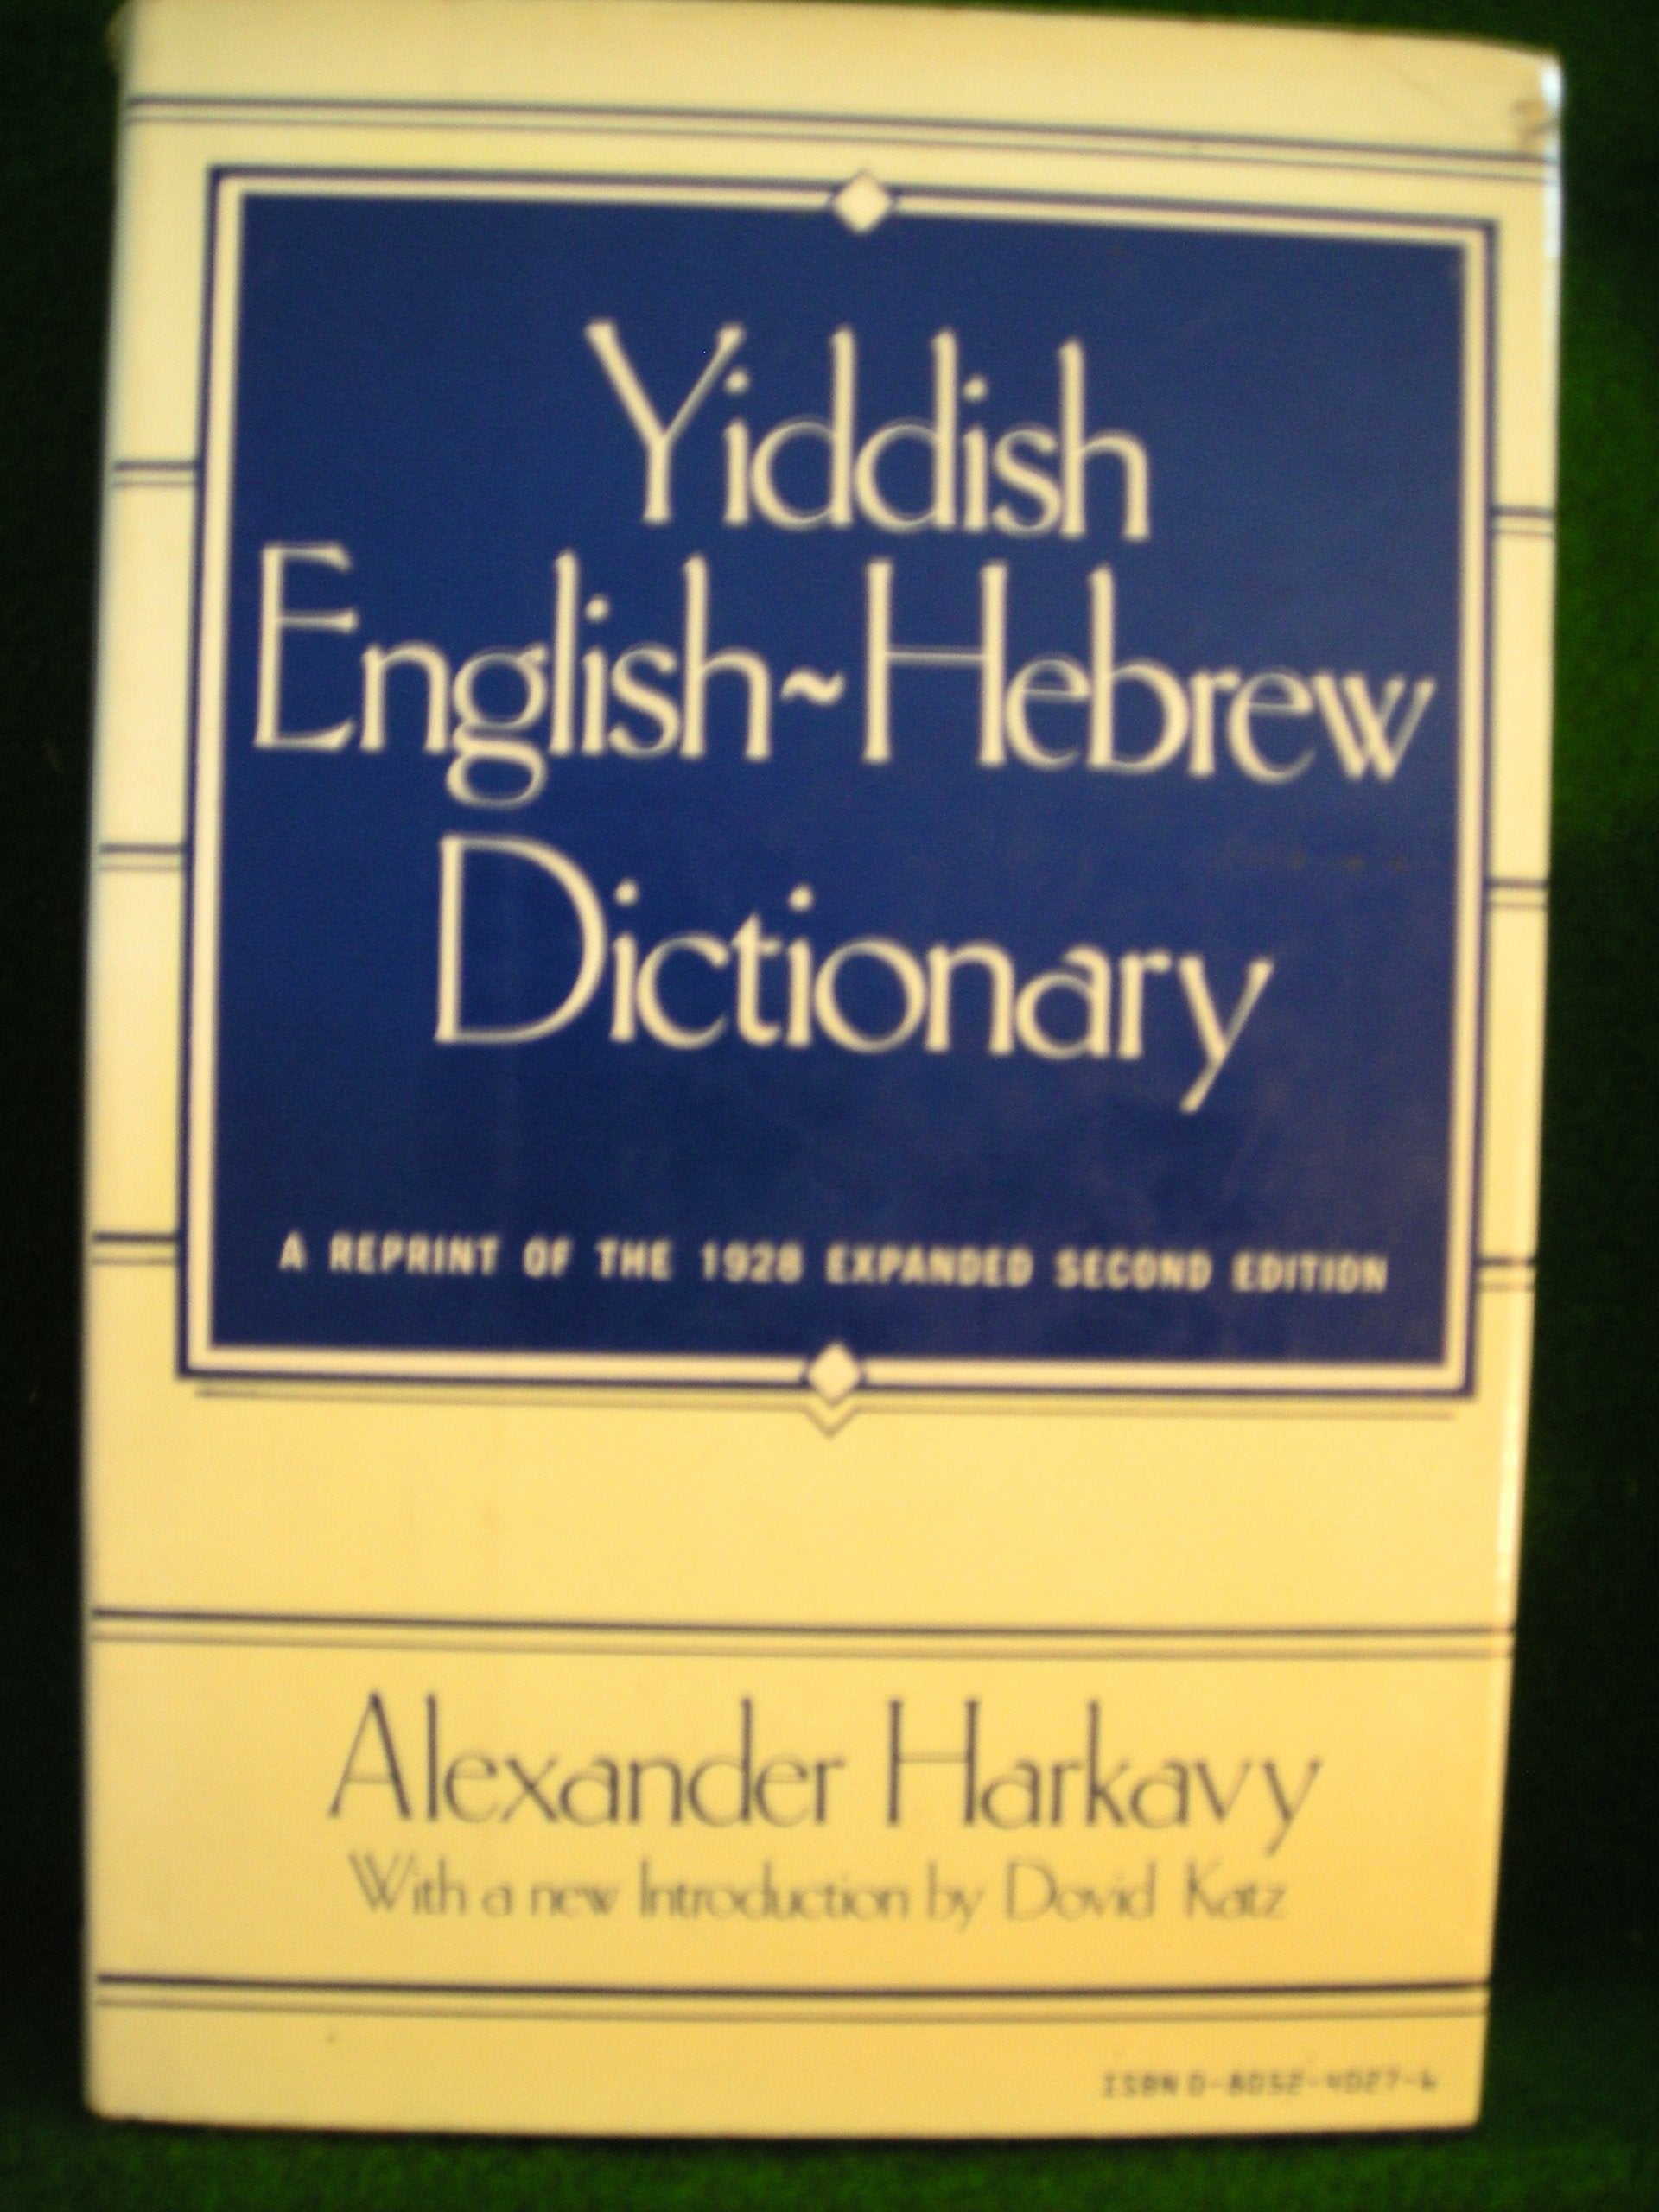 Yiddish
English~Hebrew
Dictionary
A REPRINT OF THE 1928 EXPANDED SECOND EDITION
Alexander Harkavy
With a new Introduction by Dovid Katz
ISBN 0-8052-4027-6